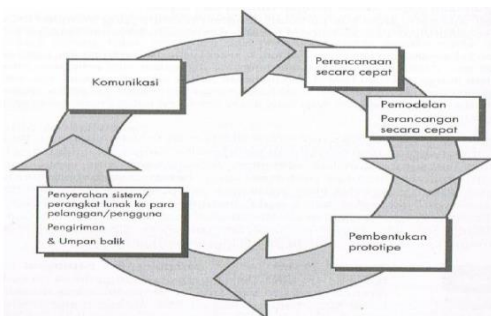 Komunikasi
Perencanaan
secara cepat
Pemodelan
Perancangan
secara cepat
Pembentukan
prototipe
Penyerahan sistem/
perangkat lunak ke para
pelanggan/pengguna
Pengiriman
& Umpan balik